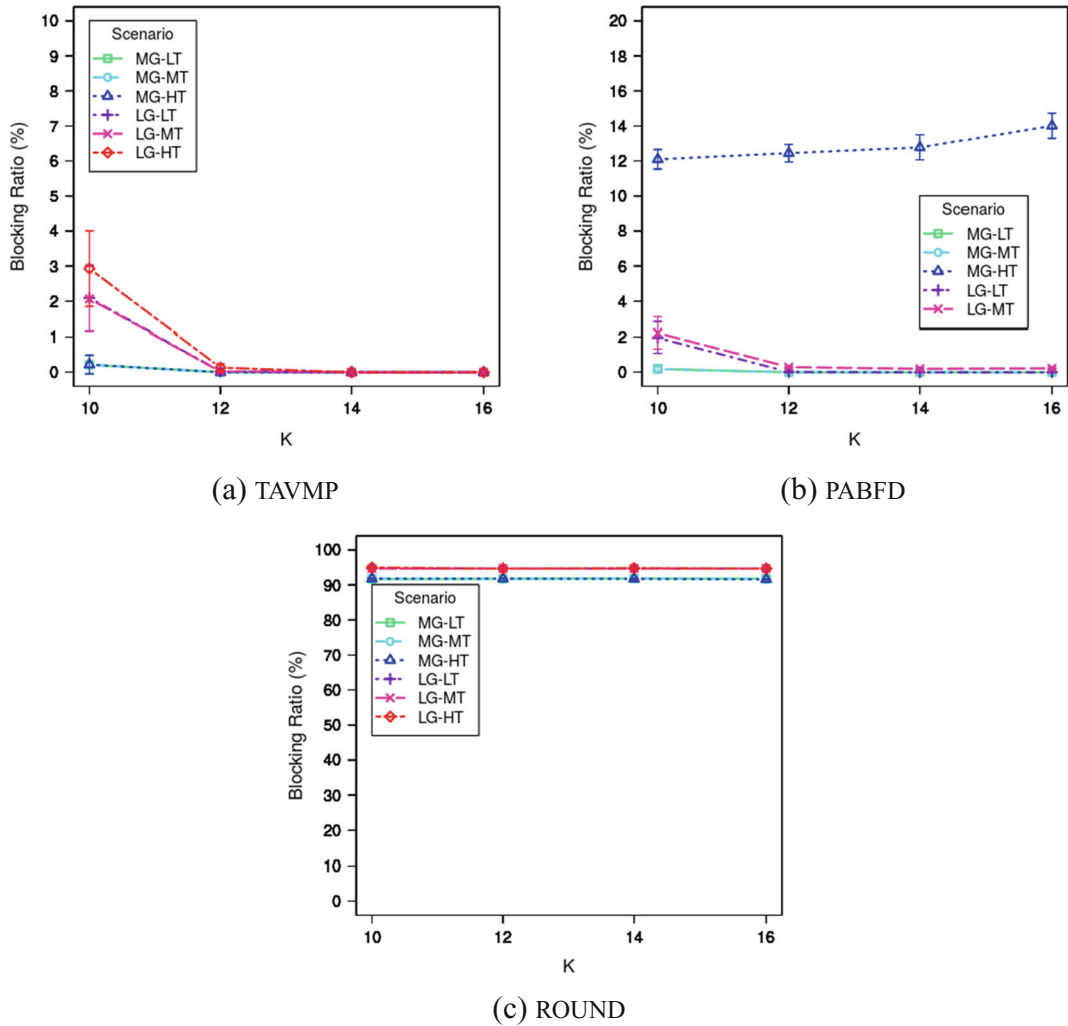 10
9
8
7
6
5
4
3
2
1
0
Blocking Ratio (%)
Scenario
MG-LT
MG-MT
MG-HT
LG-LT
LG-MT
LG-HT
10 12 14 16
K
(a) TAVMP
20
18
16
14
12
10
8
6
4
2
0
Blocking Ratio (%)
Scenario
MG-LT
MG-MT
MG-HT
LG-LT
LG-MT
10 12 14 16
K
(b) PABFD
100
90
80
70
60
50
40
30
20
10
0
Blocking Ratio (%)
Scenario
MG-LT
MG-MT
MG-HT
LG-LT
LG-MT
LG-HT
10 12 14 16
K
(c) ROUND